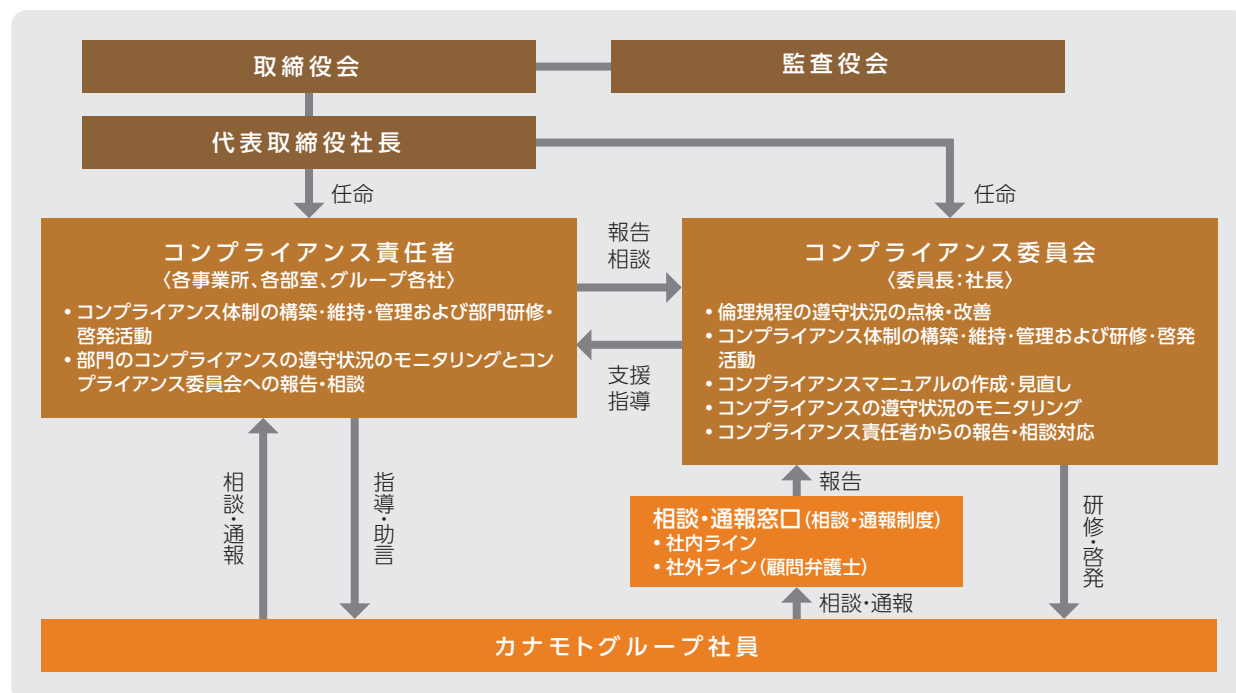 取締役会
監査役会
代表取締役社長
任命
任命
コンプライアンス責任者
〈各事業所、各部室、グループ各社〉
• コンプライアンス体制の構築・維持・管理および部門研修・
啓発活動
• 部門のコンプライアンスの遵守状況のモニタリングとコン
プライアンス委員会への報告・相談
報告
相談
支援
指導
コンプライアンス委員会
〈委員長：社長〉
• 倫理規程の遵守状況の点検・改善
• コンプライアンス体制の構築・維持・管理および研修・啓発
活動
• コンプライアンスマニュアルの作成・見直し
• コンプライアンスの遵守状況のモニタリング
• コンプライアンス責任者からの報告・相談対応
相談・通報
指導・助言
報告
相談・通報窓口（相談・通報制度）
• 社内ライン
• 社外ライン（顧問弁護士）
相談・通報
研修・啓発
カナモトグループ社員